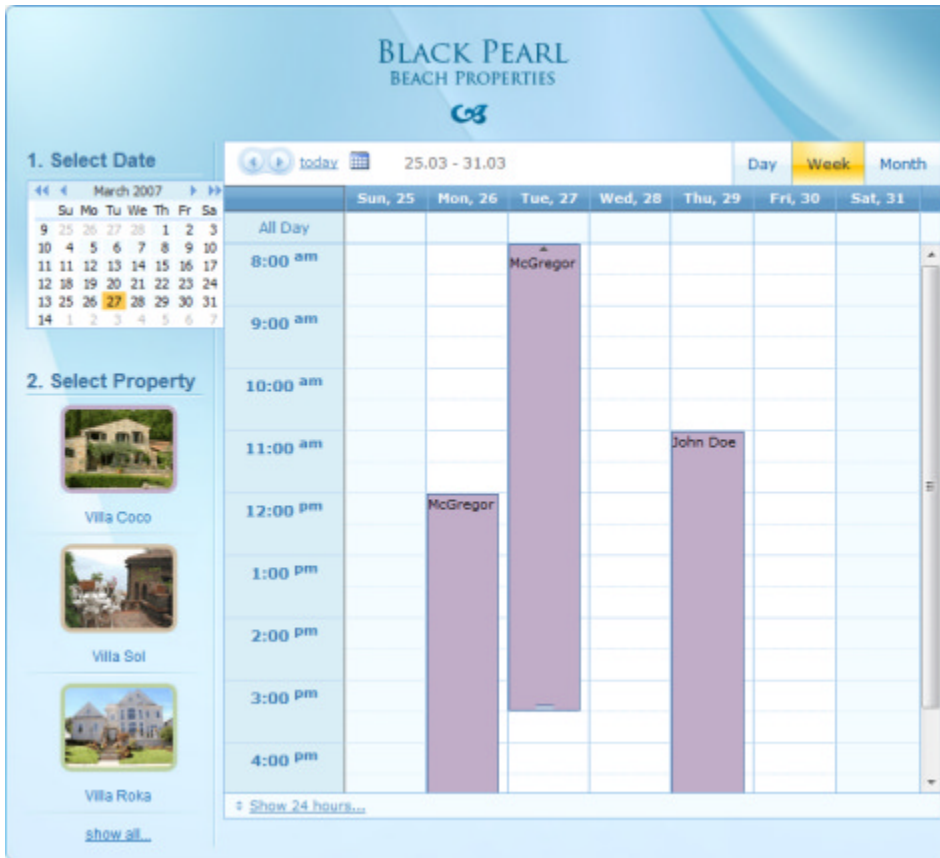 BLACK PEARL
BEACH PROPERTIES
1. Select Date
March 2007
Su Mo Tu We Th Fr Sa
9 25 26 27 28 1 2 3
10 4 5 6 7 8 9 10
11 11 12 13 14 15 16 17
12 18 19 20 21 22 23 24
13 25 26 27 28 29 30 31
14 1 2 3 4 5 6 7
2. Select Property
Villa Coco
Villa Sol
Villa Roka
show all...
today 25.03 - 31.03 Day Week Month
Sun, 25 Mon, 26 Tue, 27 Wed, 28 Thu, 29 Fri, 30 Sat, 31
All Day
8:00 am McGregor
9:00 am
10:00 am
11:00 am John Doe
12:00 pm McGregor
1:00 pm
2:00 pm
3:00 pm
4:00 pm
Show 24 hours...